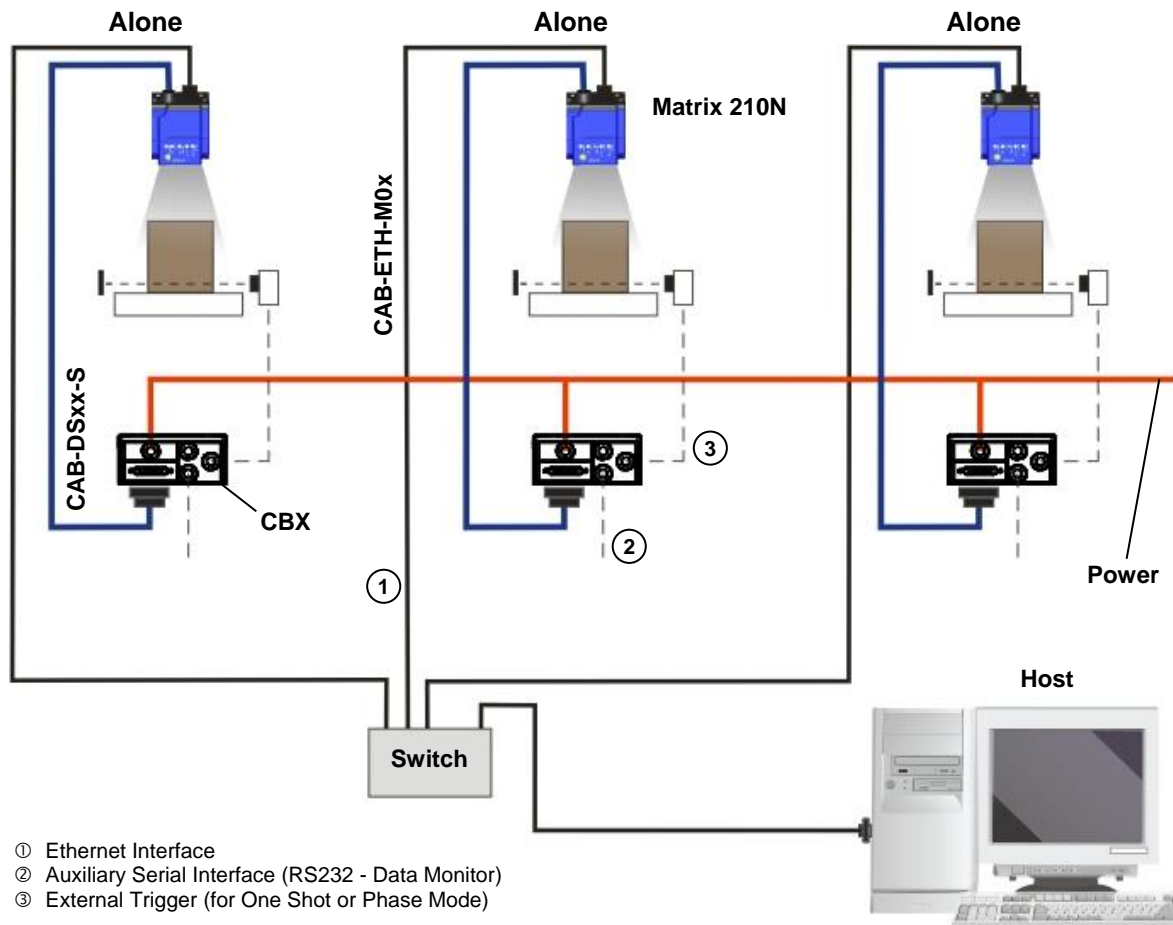 Alone
Alone
Alone
Matrix 210N
CAB-ETH-M0x
CAB-DSxx-S
③
CBX
②
①
Power
Host
Switch
① Ethernet Interface
② Auxiliary Serial Interface (RS232 - Data Monitor)
③ External Trigger (for One Shot or Phase Mode)